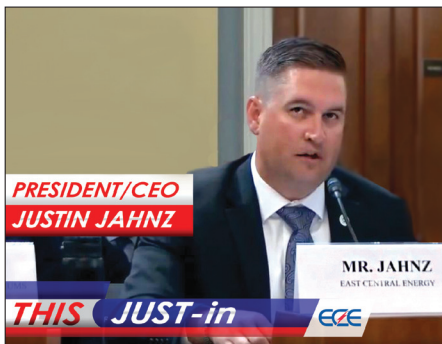 PRESIDENT/CEO
JUSTIN JAHNZ
MR. JAHNZ
EAST CENTRAL ENERGY
THIS JUST-in
ECE